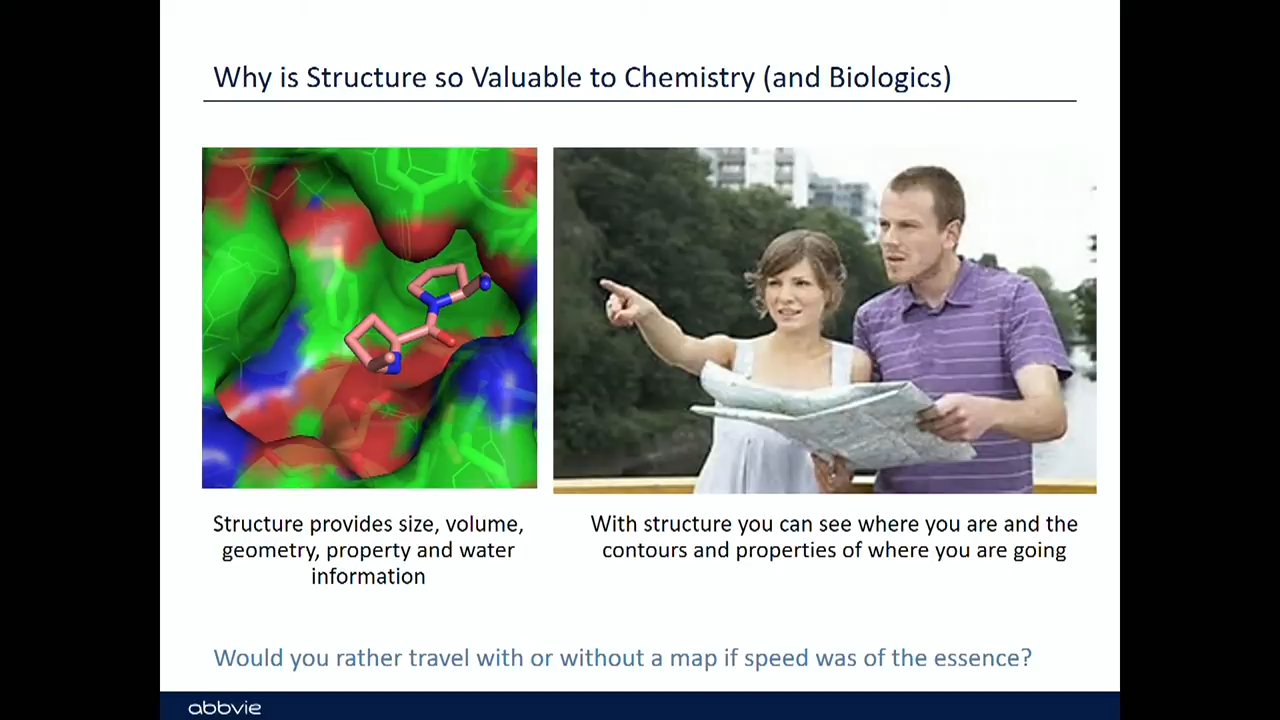 Why is Structure so Valuable to Chemistry (and Biologics)
Structure provides size, volume,
geometry, property and water
information
With structure you can see where you are and the
contours and properties of where you are going
Would you rather travel with or without a map if speed was of the essence?
abbvie